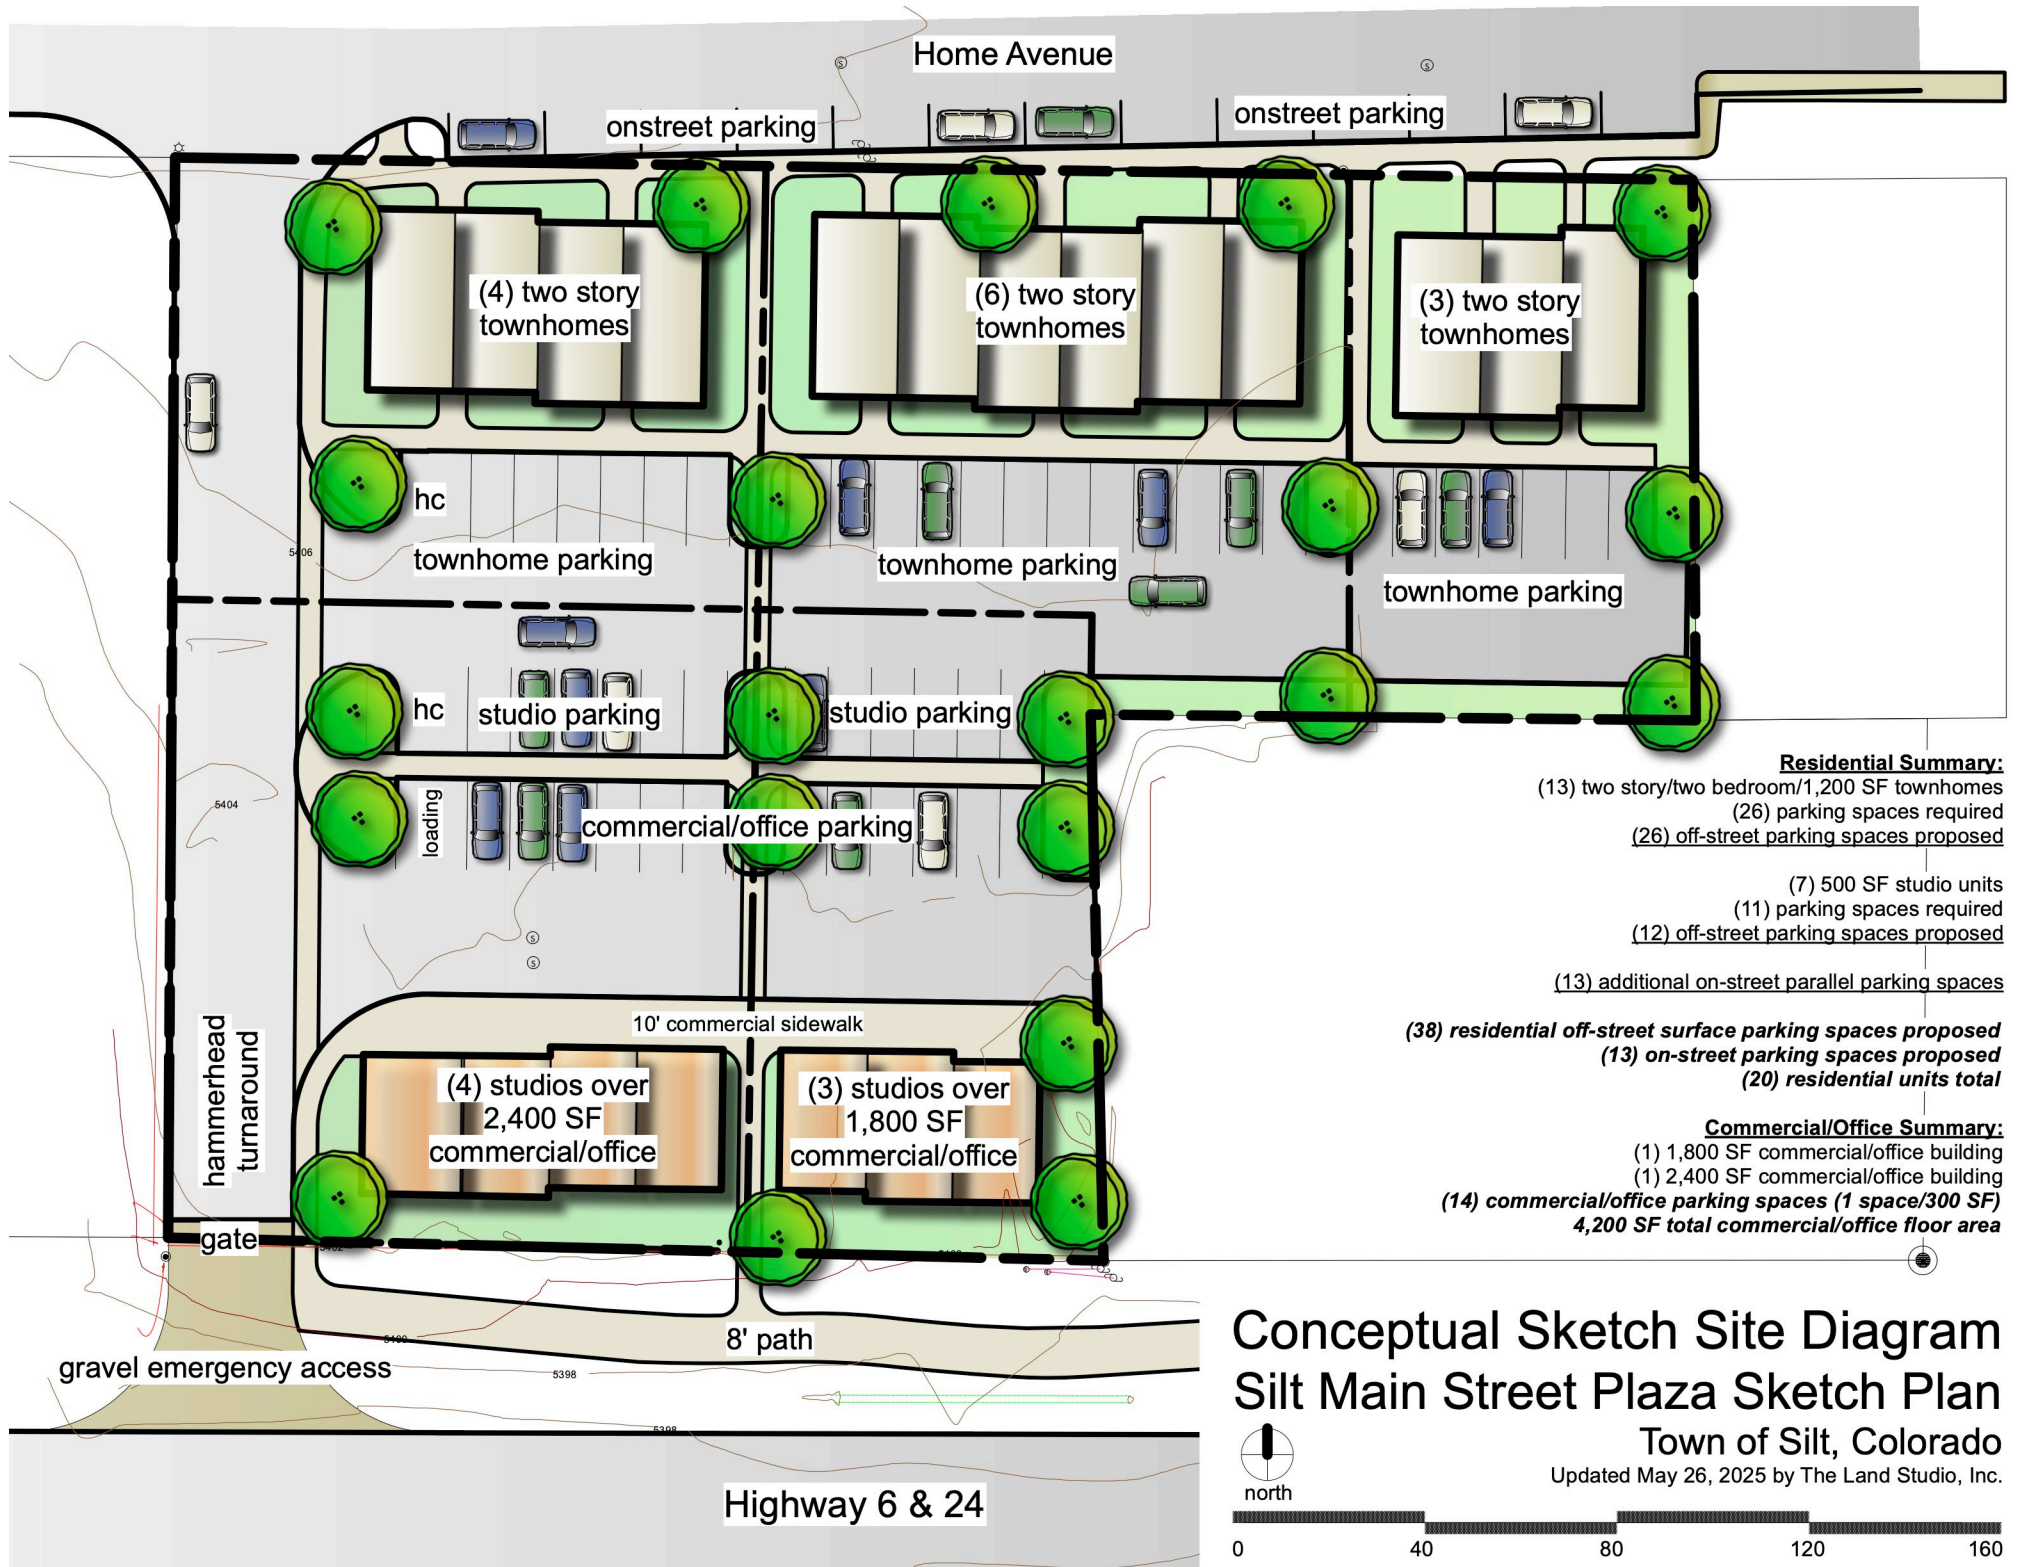 Home Avenue
onstreet parking
onstreet parking
(4) two story
townhomes
(6) two story
townhomes
(3) two story
townhomes
hc
5406
townhome parking
townhome parking
townhome parking
hc
studio parking
studio parking
5404
loading
commercial/office parking
S
S
S
S
hammerhead
turnaround
10' commercial sidewalk
(4) studios over
2,400 SF
commercial/office
(3) studios over
1,800 SF
commercial/office
gate
8' path
gravel emergency access
5398
5398
Highway 6 & 24
Residential Summary:
(13) two story/two bedroom/1,200 SF townhomes
(26) parking spaces required
(26) off-street parking spaces proposed
(7) 500 SF studio units
(11) parking spaces required
(12) off-street parking spaces proposed
(13) additional on-street parallel parking spaces
(38) residential off-street surface parking spaces proposed
(13) on-street parking spaces proposed
(20) residential units total
Commercial/Office Summary:
(1) 1,800 SF commercial/office building
(1) 2,400 SF commercial/office building
(14) commercial/office parking spaces (1 space/300 SF)
4,200 SF total commercial/office floor area
Conceptual Sketch Site Diagram
Silt Main Street Plaza Sketch Plan
Town of Silt, Colorado
Updated May 26, 2025 by The Land Studio, Inc.
north
0 40 80 120 160